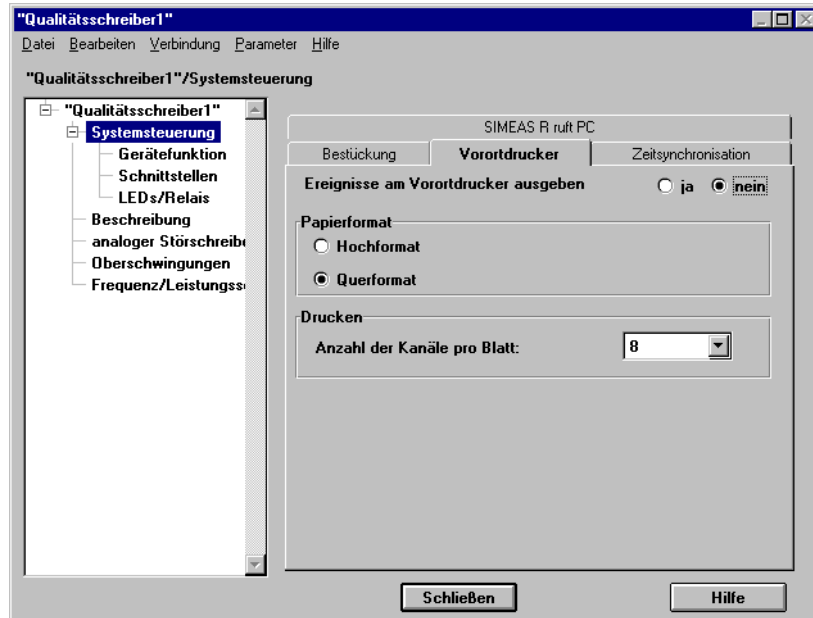 "Qualitätsschreiber1"
Datei Bearbeiten Verbindung Parameter Hilfe
"Qualitätsschreiber1"/Systemsteuerung
"Qualitätsschreiber1"
Systemsteuerung
Gerätefunktion
Schnittstellen
LEDs/Relais
Beschreibung
analoger Störschreibe
Oberschwingungen
Frequenz/Leistungss
SIMEAS R ruft PC
Bestückung Vorortdrucker Zeitsynchronisation
Ereignisse am Vorortdrucker ausgeben ja nein
Papierformat
Hochformat
Querformat
Drucken
Anzahl der Kanäle pro Blatt: 8
Schließen Hilfe